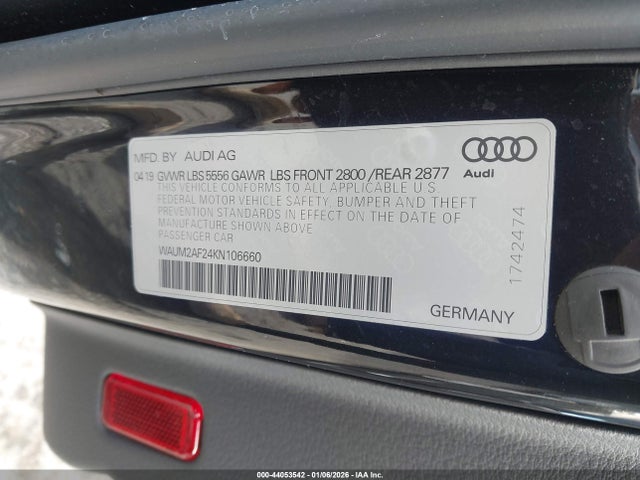 MFD. BY AUDI AG
Audi
04 19 GVWR LBS 5556 GAWR LBS FRONT 2800 /REAR 2877
THIS VEHICLE CONFORMS TO ALL APPLICABLE U.S.
FEDERAL MOTOR VEHICLE SAFETY, BUMPER AND THEFT
PREVENTION STANDARDS IN EFFECT ON THE DATE OF
MANUFACTURE SHOWN ABOVE
PASSENGER CAR
WAUM2AF24KN106660
1742474
GERMANY
000-44053542 - 01/06/2026 - IAAI.COM